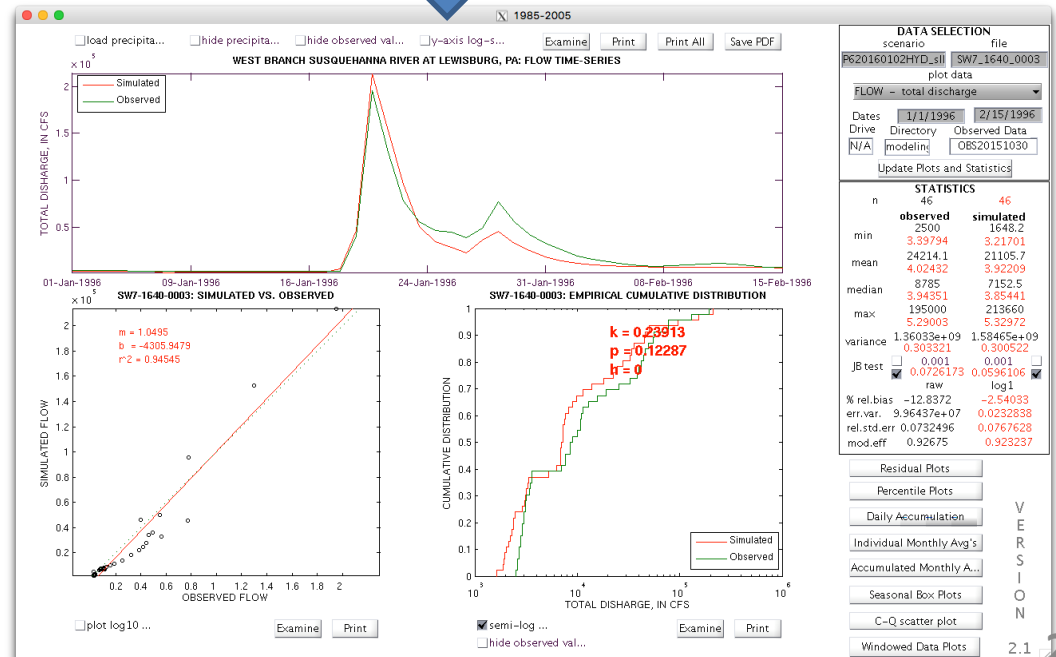 1985-2005
load precipita...
hide precipita...
hide observed val...
y-axis log-s...
Examine
Print
Print All
Save PDF
WEST BRANCH SUSQUEHANNA RIVER AT LEWISBURG, PA: FLOW TIME-SERIES
x 10^5
2
1.5
1
0.5
TOTAL DISHARGE, IN CFS
Simulated
Observed
01-Jan-1996 08-Jan-1996 16-Jan-1996 24-Jan-1996 31-Jan-1996 08-Feb-1996 15-Feb-1996
SW7-1640-0003: SIMULATED VS. OBSERVED
x 10^5
2
1.8
1.6
1.4
1.2
1
0.8
0.6
0.4
0.2
SIMULATED FLOW
m = 1.0495
b = -4305.9479
r^2 = 0.94545
0.2 0.4 0.6 0.8 1.0 1.2 1.4 1.6 1.8 2
OBSERVED FLOW
plot log10 ...
Examine
Print
SW7-1640-0003: EMPIRICAL CUMULATIVE DISTRIBUTION
1
0.9
0.8
0.7
0.6
0.5
0.4
0.3
0.2
0.1
0
CUMULATIVE DISTRIBUTION
k = 0.23913
p = 0.12287
h = 0
Simulated
Observed
10^3 10^4 10^5 10^6
TOTAL DISHARGE, IN CFS
semi-log ...
hide observed val...
Examine
Print
DATA SELECTION
scenario file
P620160102HYD_sll SW7_1640_0003
plot data
FLOW - total discharge
Dates 1/1/1996 2/15/1996
Drive Directory Observed Data
N/A modeling OBS20151030
Update Plots and Statistics
STATISTICS
n 46 46
observed simulated
min 2500 1648.2
3.39794 3.21701
mean 24214.1 21105.7
4.02432 3.92209
median 8785 7152.5
3.94351 3.85441
max 195000 213660
5.29003 5.32972
variance 1.36033e+09 1.58465e+09
0.303321 0.300522
JB test 0.001 0.001
0.0726173 0.0596106
raw log1
% rel.bias -12.8372 -2.54033
err.var. 9.96437e+07 0.0232838
rel.std.err 0.0732496 0.0767628
mod.eff 0.92675 0.923237
Residual Plots
Percentile Plots
Daily Accumulation
Individual Monthly Avg's
Accumulated Monthly A...
Seasonal Box Plots
C-Q scatter plot
Windowed Data Plots
VERSION
2.1